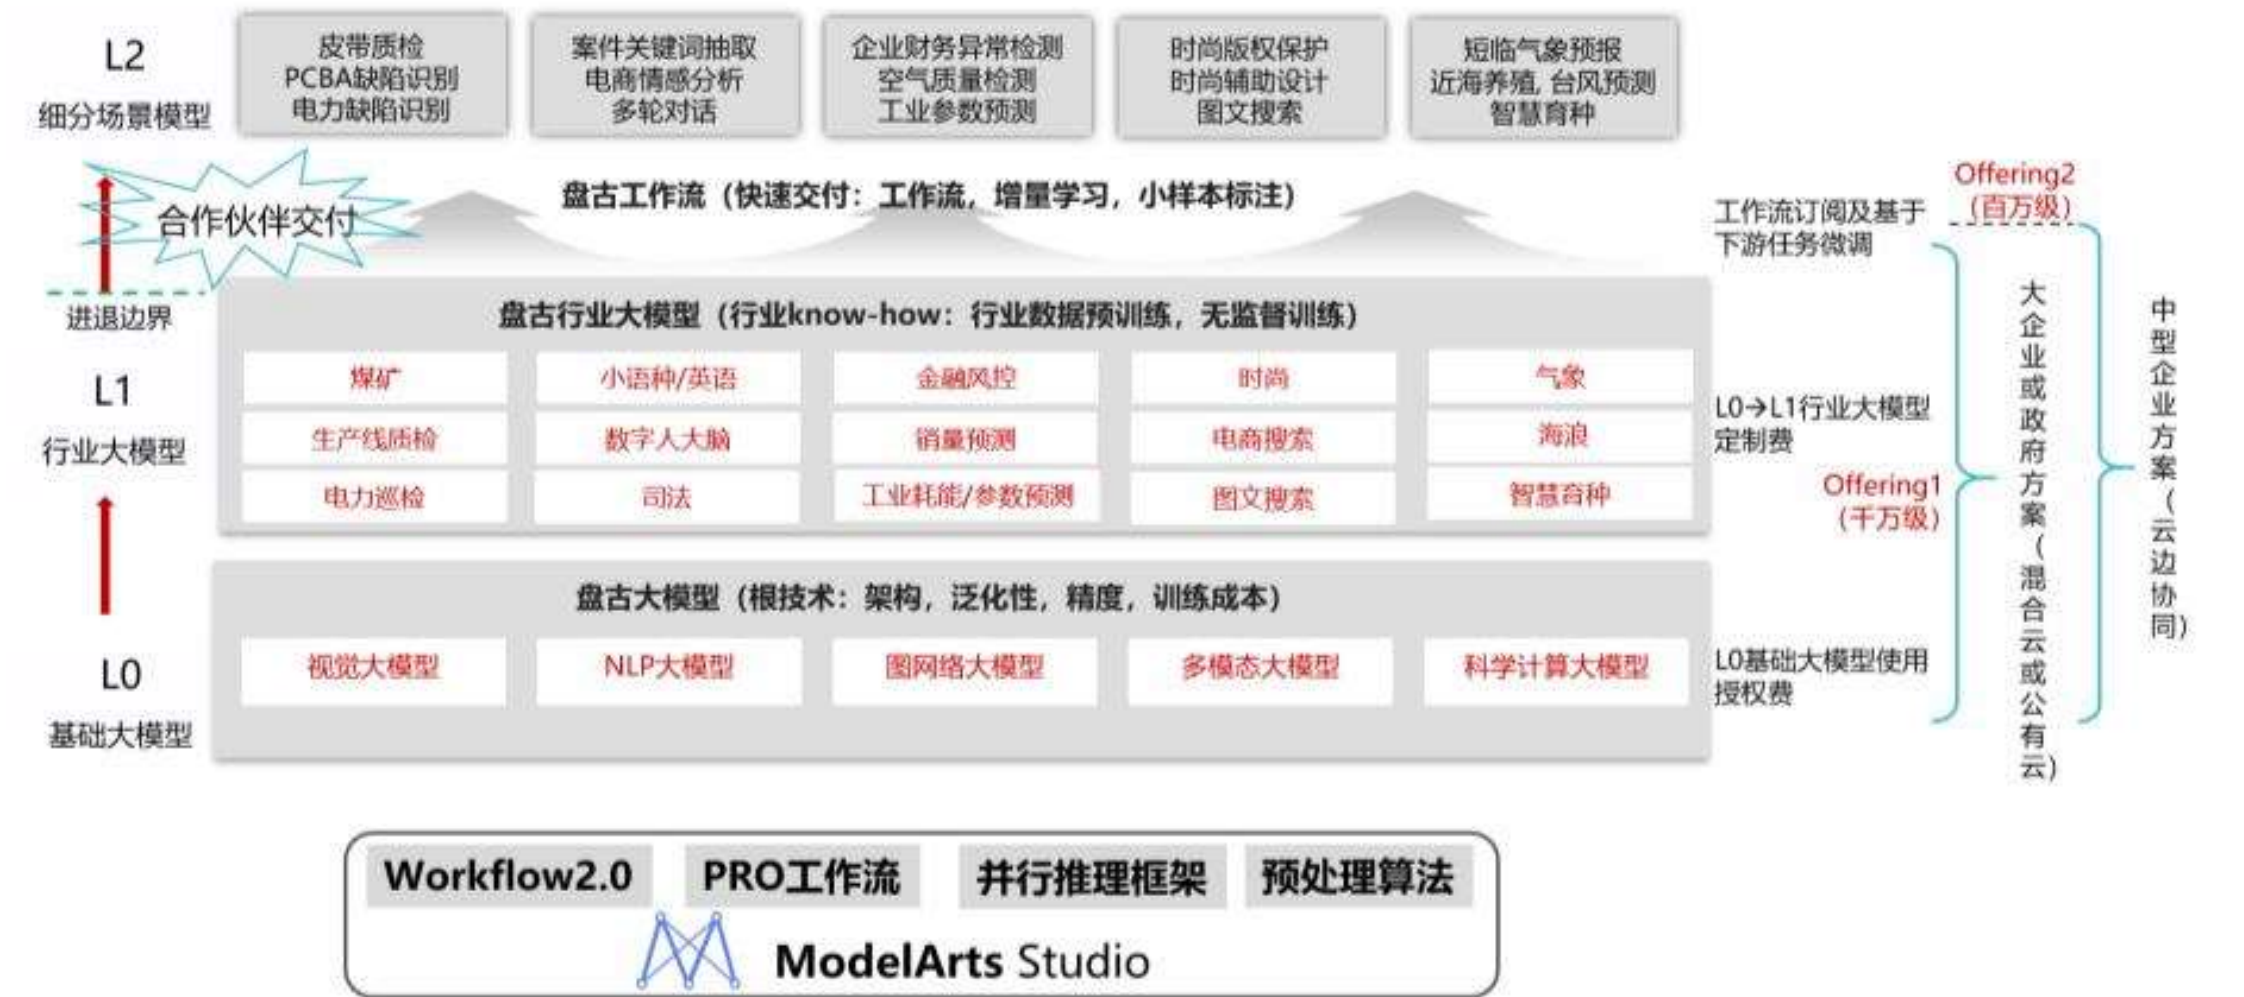 L2
细分场景模型
皮带质检
PCBA缺陷识别
电力缺陷识别
案件关键词抽取
电商情感分析
多轮对话
企业财务异常检测
空气质量检测
工业参数预测
时尚版权保护
时尚辅助设计
图文搜索
短临气象预报
近海养殖, 台风预测
智慧育种
合作伙伴交付
进退边界
盘古工作流（快速交付：工作流，增量学习，小样本标注）
工作流订阅及基于
下游任务微调
Offering2
（百万级）
L1
行业大模型
盘古行业大模型（行业know-how：行业数据预训练，无监督训练）
煤矿
小语种/英语
金融风控
时尚
气象
生产线质检
数字人大脑
销量预测
电商搜索
海浪
电力巡检
司法
工业耗能/参数预测
图文搜索
智慧育种
L0→L1行业大模型
定制费
Offering1
（千万级）
L0
基础大模型
盘古大模型（根技术：架构，泛化性，精度，训练成本）
视觉大模型
NLP大模型
图网络大模型
多模态大模型
科学计算大模型
L0基础大模型使用
授权费
大企业或政府方案（混合云或公有云）
中型企业方案（云边协同）
Workflow2.0
PRO工作流
并行推理框架
预处理算法
ModelArts Studio